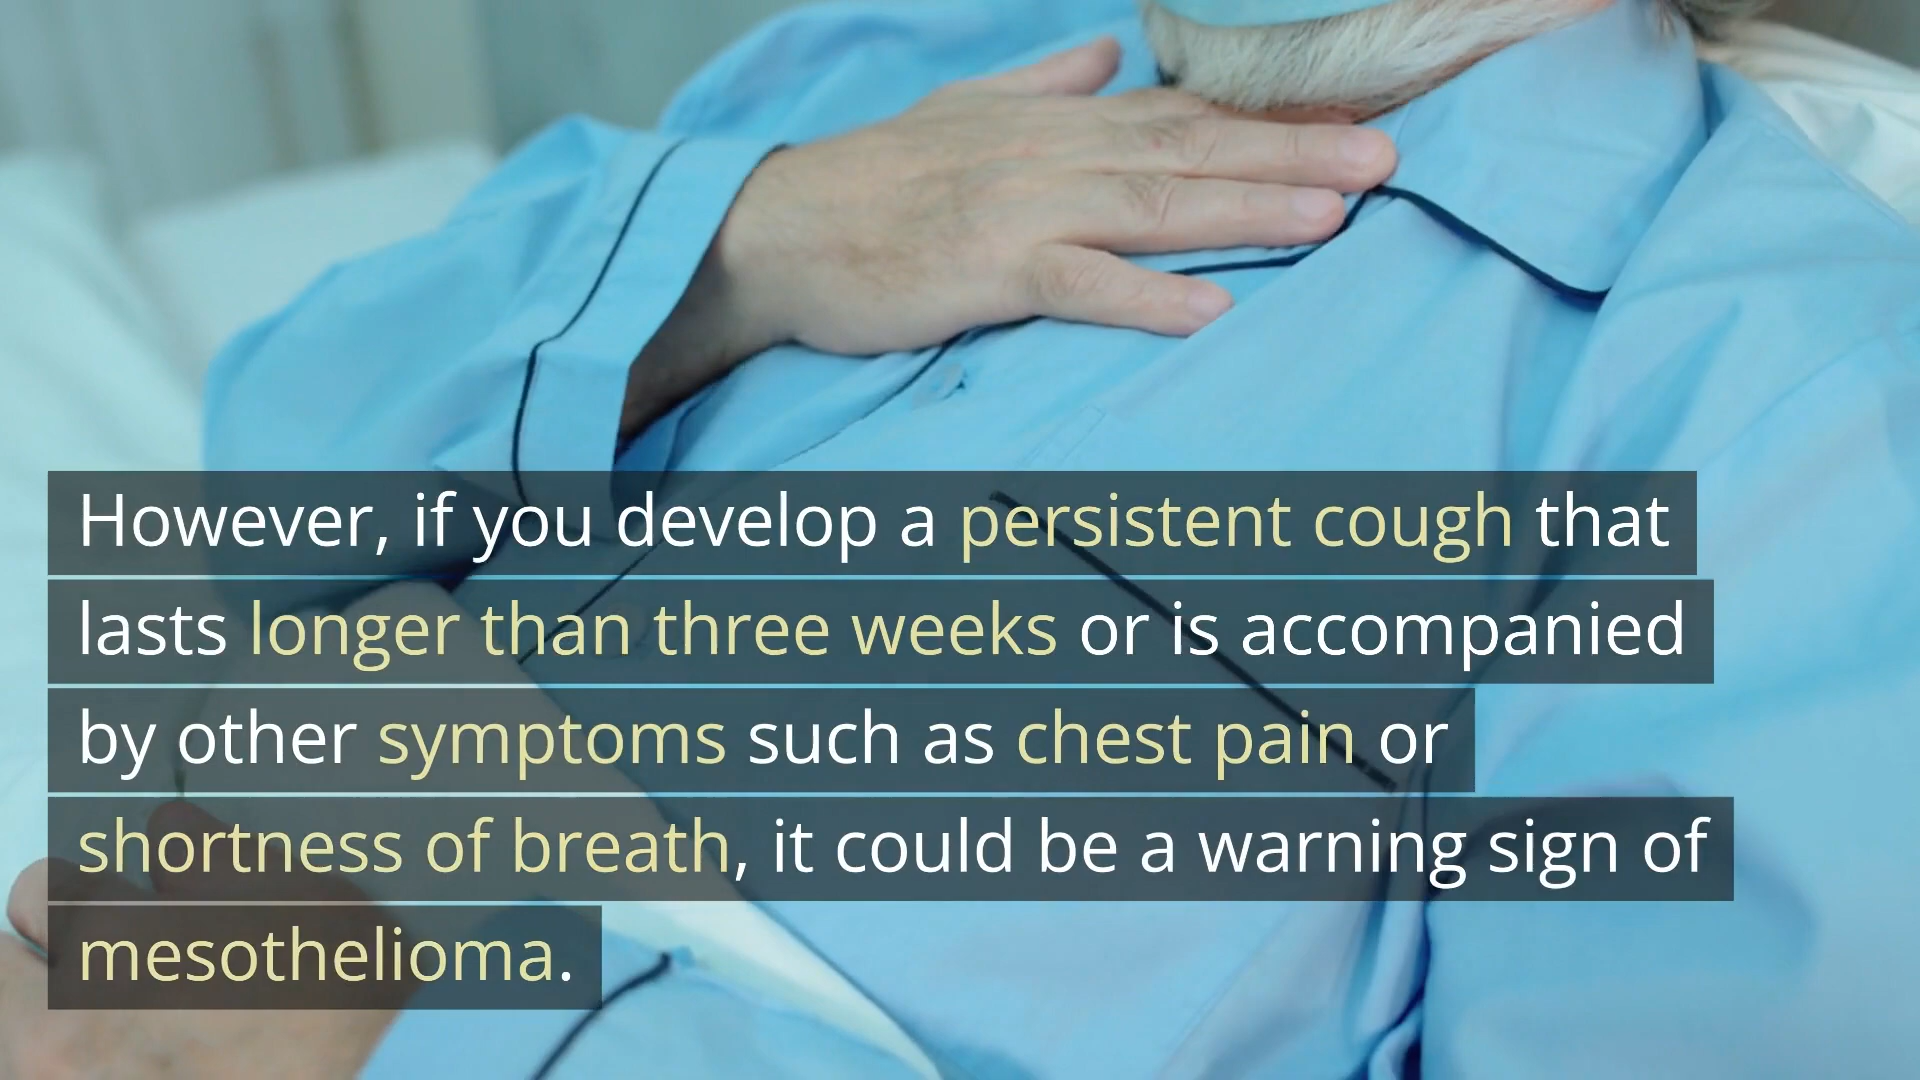 However, if you develop a persistent cough that
lasts longer than three weeks or is accompanied
by other symptoms such as chest pain or
shortness of breath, it could be a warning sign of
mesothelioma.